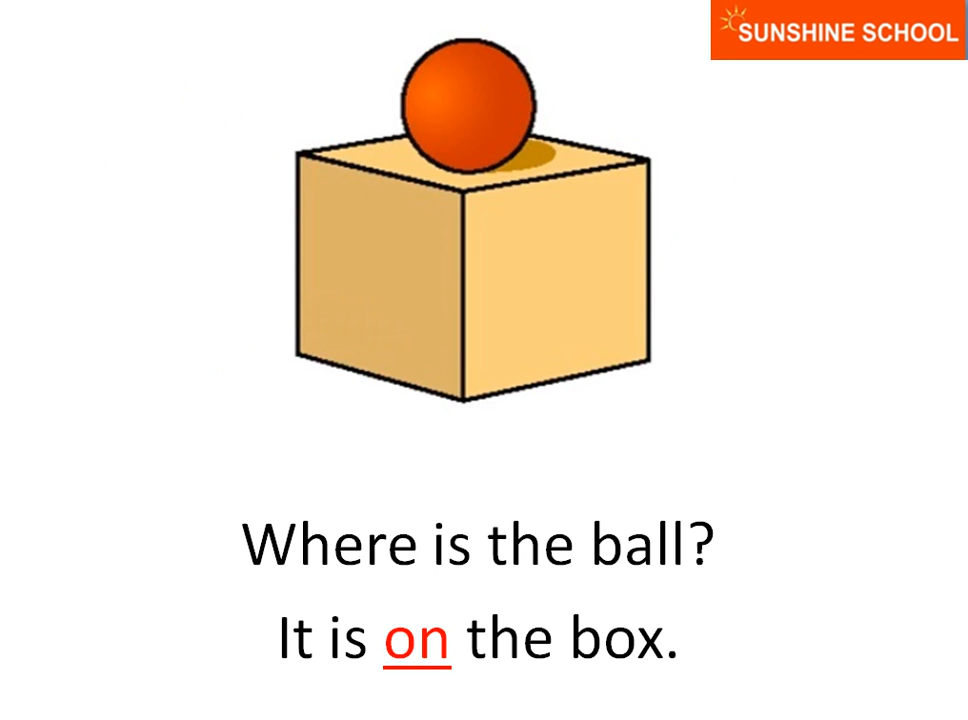 SUNSHINE SCHOOL
Where is the ball?
It is on the box.